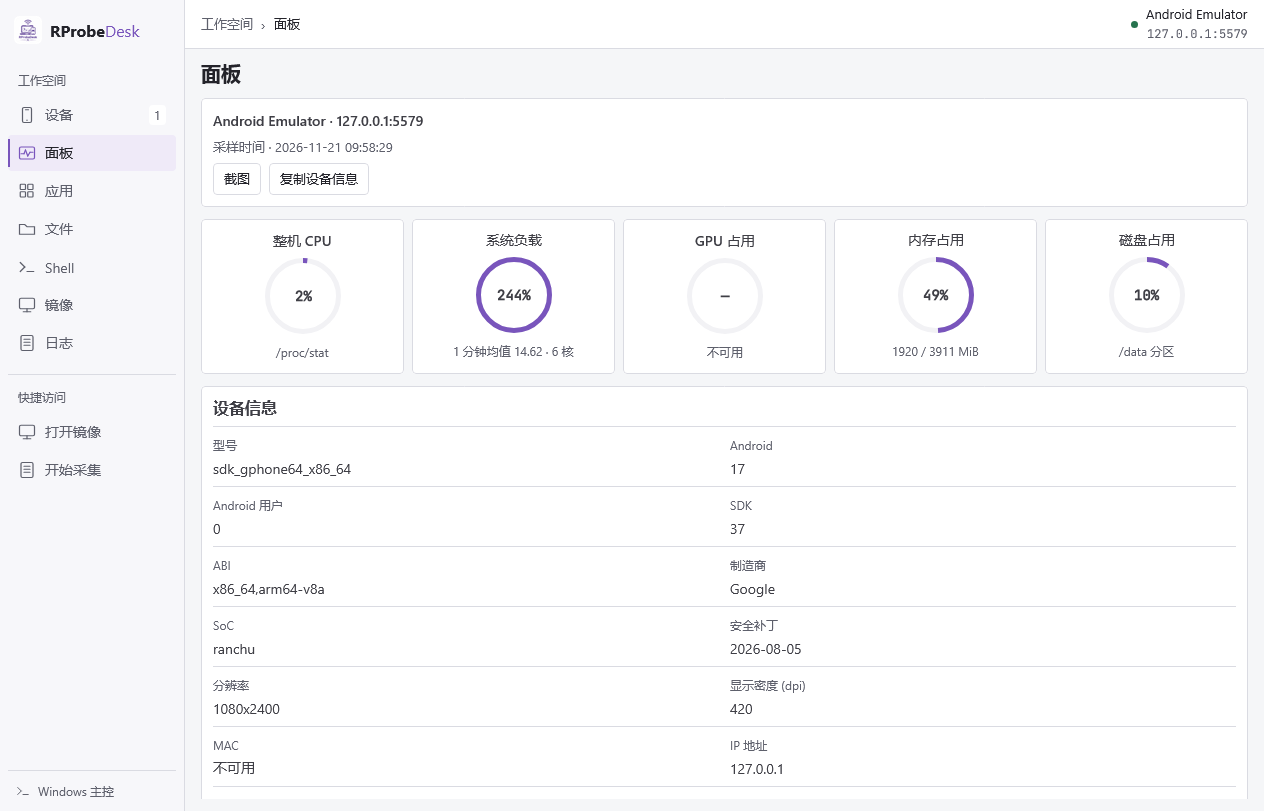 RProbeDesk
工作空间
设备 1
面板
应用
文件
Shell
镜像
日志
快捷访问
打开镜像
开始采集
Windows 主控
工作空间 › 面板
Android Emulator
127.0.0.1:5579
面板
Android Emulator · 127.0.0.1:5579
采样时间 · 2026-11-21 09:58:29
截图 复制设备信息
整机 CPU
2%
/proc/stat
系统负载
244%
1 分钟均值 14.62 · 6 核
GPU 占用
—
不可用
内存占用
49%
1920 / 3911 MiB
磁盘占用
10%
/data 分区
设备信息
型号
sdk_gphone64_x86_64
Android
17
Android 用户
0
SDK
37
ABI
x86_64,arm64-v8a
制造商
Google
SoC
ranchu
安全补丁
2026-08-05
分辨率
1080x2400
显示密度 (dpi)
420
MAC
不可用
IP 地址
127.0.0.1